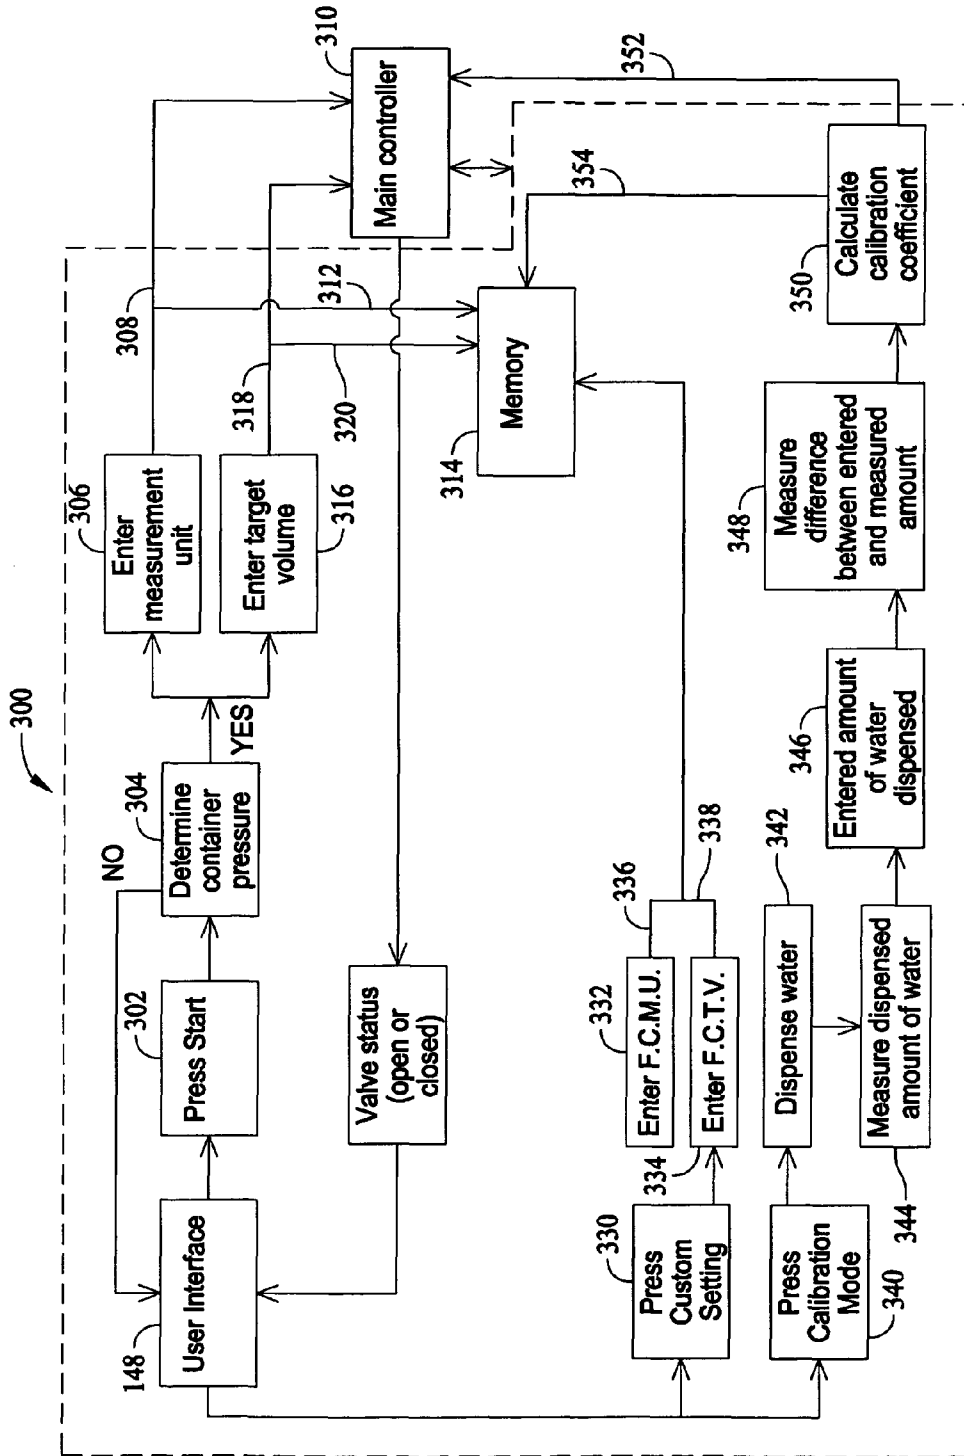 300
310
308
306
Enter
measurement
unit
304
NO
Determine
container
pressure
YES
302
Press Start
148
User Interface
Main controller
318
316
Enter target
volume
312
320
Valve status
(open or
closed)
314
Memory
352
354
332
336
Enter F.C.M.U.
334
Enter F.C.T.V.
338
330
Press
Custom
Setting
340
Press
Calibration
Mode
342
Dispense water
344
Measure dispensed
amount of water
346
Entered amount
of water
dispensed
348
Measure
difference
between entered
and measured
amount
350
Calculate
calibration
coefficient